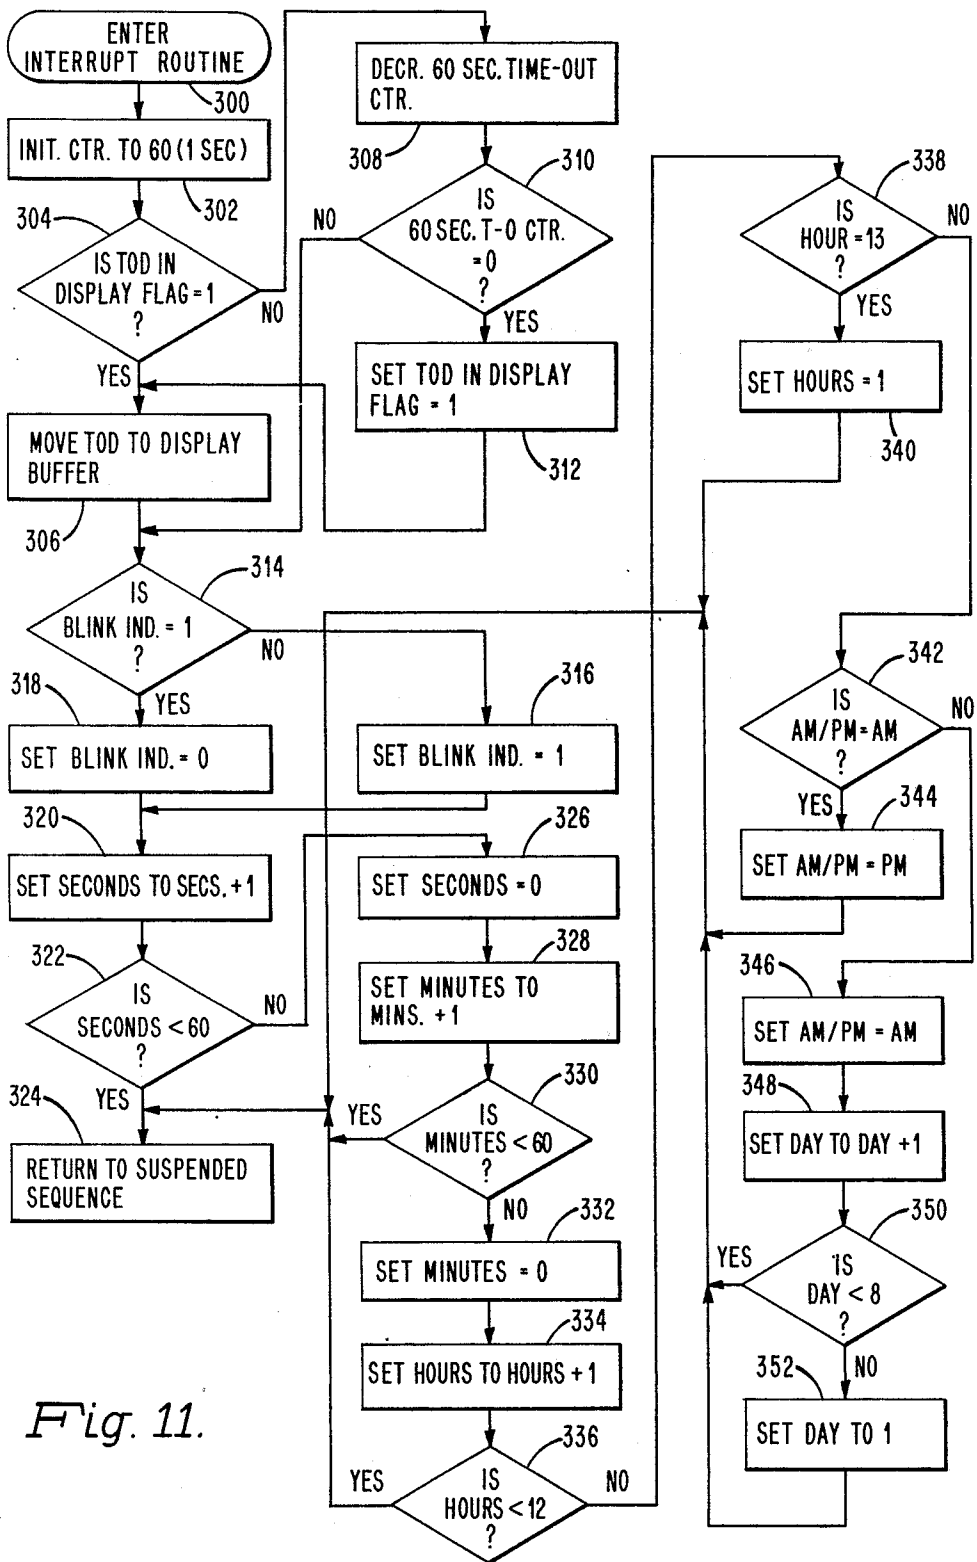 ENTER
INTERRUPT ROUTINE
300
INIT. CTR. TO 60 (1 SEC)
302
304
IS TOD IN
DISPLAY FLAG = 1
?
NO
YES
MOVE TOD TO DISPLAY
BUFFER
306
DECR. 60 SEC. TIME-OUT
CTR.
308
310
IS
60 SEC. T-O CTR.
= 0
?
NO
YES
SET TOD IN DISPLAY
FLAG = 1
312
314
IS
BLINK IND. = 1
?
NO
YES
316
SET BLINK IND. = 1
318
SET BLINK IND. = 0
320
SET SECONDS TO SECS. +1
322
IS
SECONDS < 60
?
NO
YES
324
RETURN TO SUSPENDED
SEQUENCE
326
SET SECONDS = 0
328
SET MINUTES TO
MINS. +1
330
IS
MINUTES < 60
?
YES
NO
332
SET MINUTES = 0
334
SET HOURS TO HOURS +1
336
IS
HOURS < 12
?
YES
NO
338
IS
HOUR = 13
?
NO
YES
SET HOURS = 1
340
342
IS
AM/PM = AM
?
NO
YES
344
SET AM/PM = PM
346
SET AM/PM = AM
348
SET DAY TO DAY +1
350
IS
DAY < 8
?
YES
NO
352
SET DAY TO 1
Fig. 11.